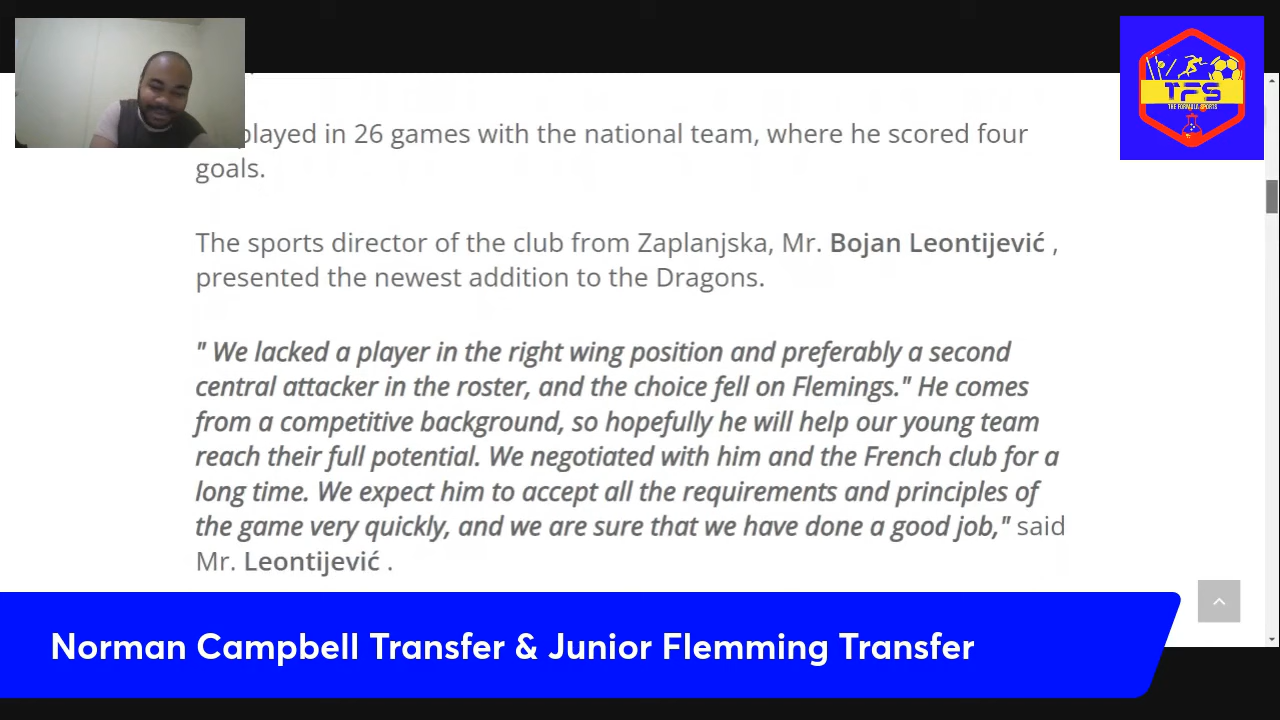 TFS
THE FORMULA SPORTS
played in 26 games with the national team, where he scored four
goals.
The sports director of the club from Zaplanjska, Mr. Bojan Leontijević ,
presented the newest addition to the Dragons.
" We lacked a player in the right wing position and preferably a second
central attacker in the roster, and the choice fell on Flemings." He comes
from a competitive background, so hopefully he will help our young team
reach their full potential. We negotiated with him and the French club for a
long time. We expect him to accept all the requirements and principles of
the game very quickly, and we are sure that we have done a good job," said
Mr. Leontijević .
Norman Campbell Transfer & Junior Flemming Transfer